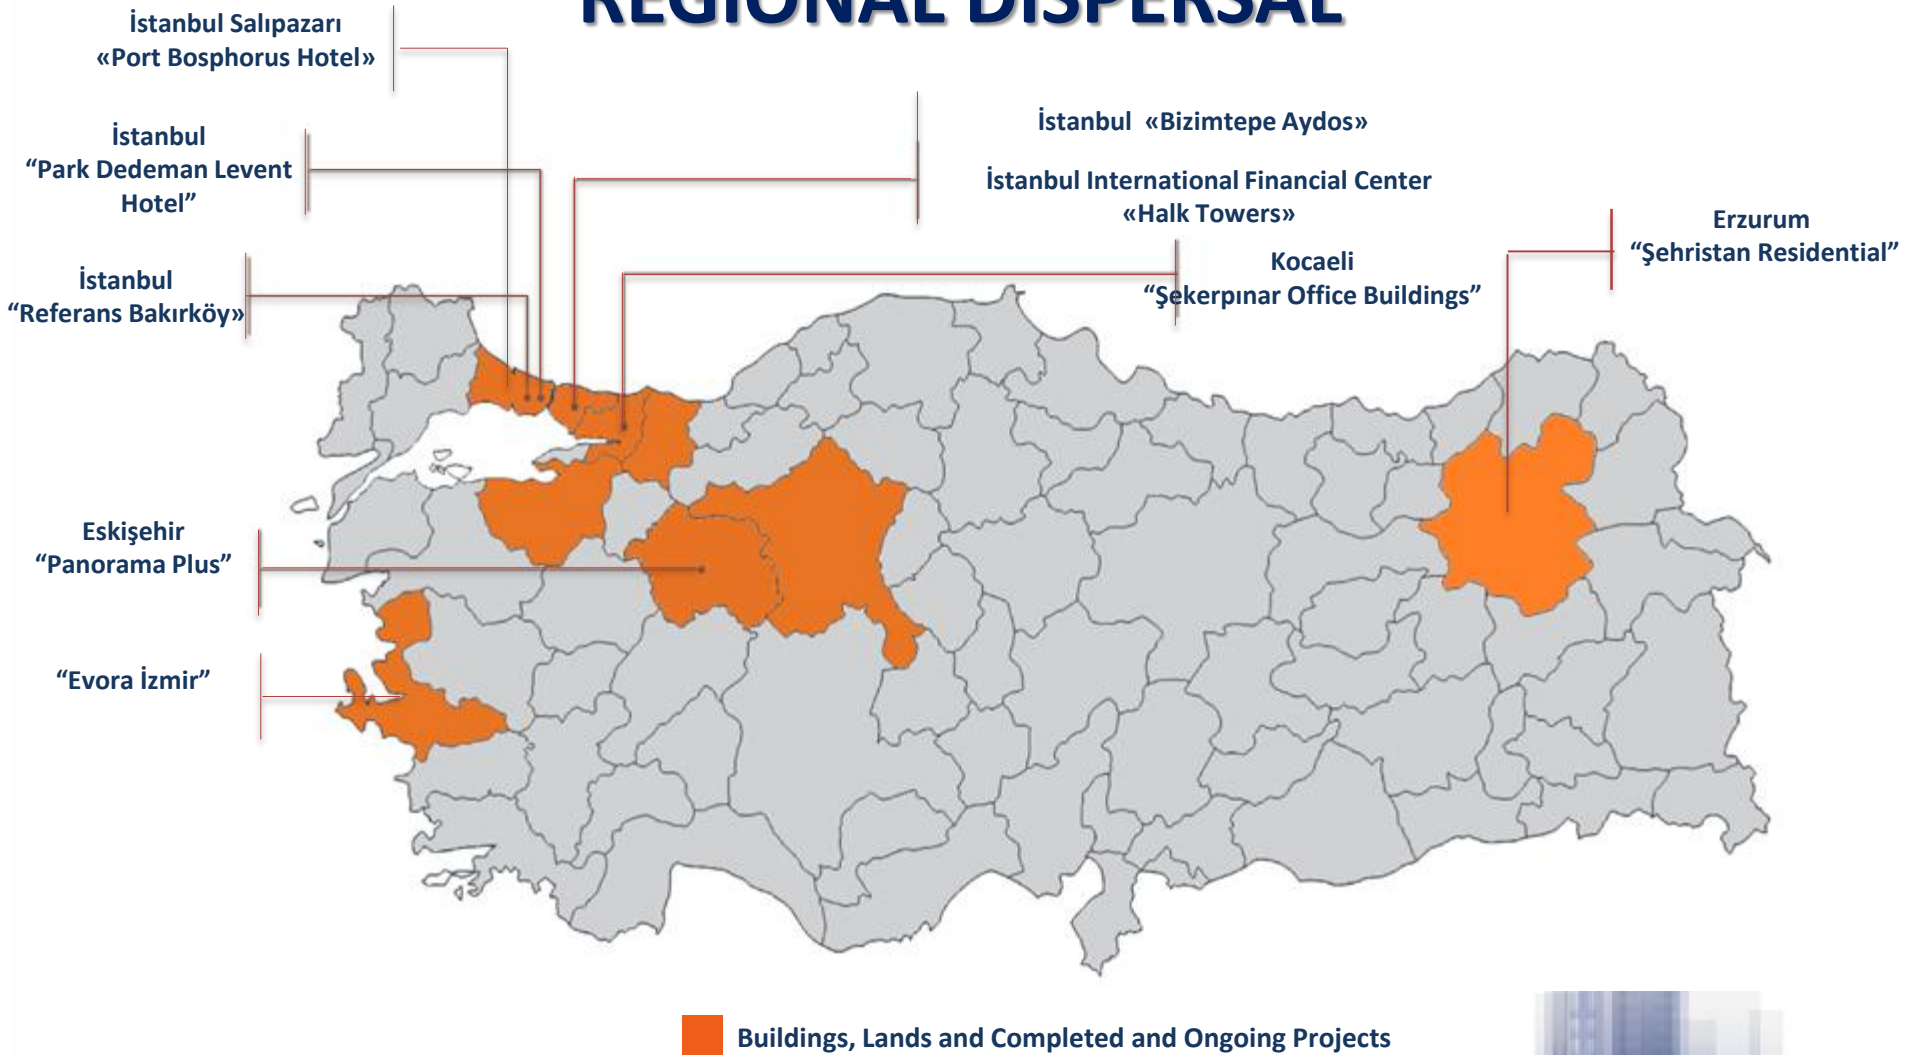 REGIONAL DISPERSAL
İstanbul Salıpazarı
«Port Bosphorus Hotel»
İstanbul
“Park Dedeman Levent
Hotel”
İstanbul
“Referans Bakırköy»
İstanbul «Bizimtepe Aydos»
İstanbul International Financial Center
«Halk Towers»
Kocaeli
“Şekerpınar Office Buildings”
Erzurum
“Şehristan Residential”
Eskişehir
“Panorama Plus”
“Evora İzmir”
Buildings, Lands and Completed and Ongoing Projects